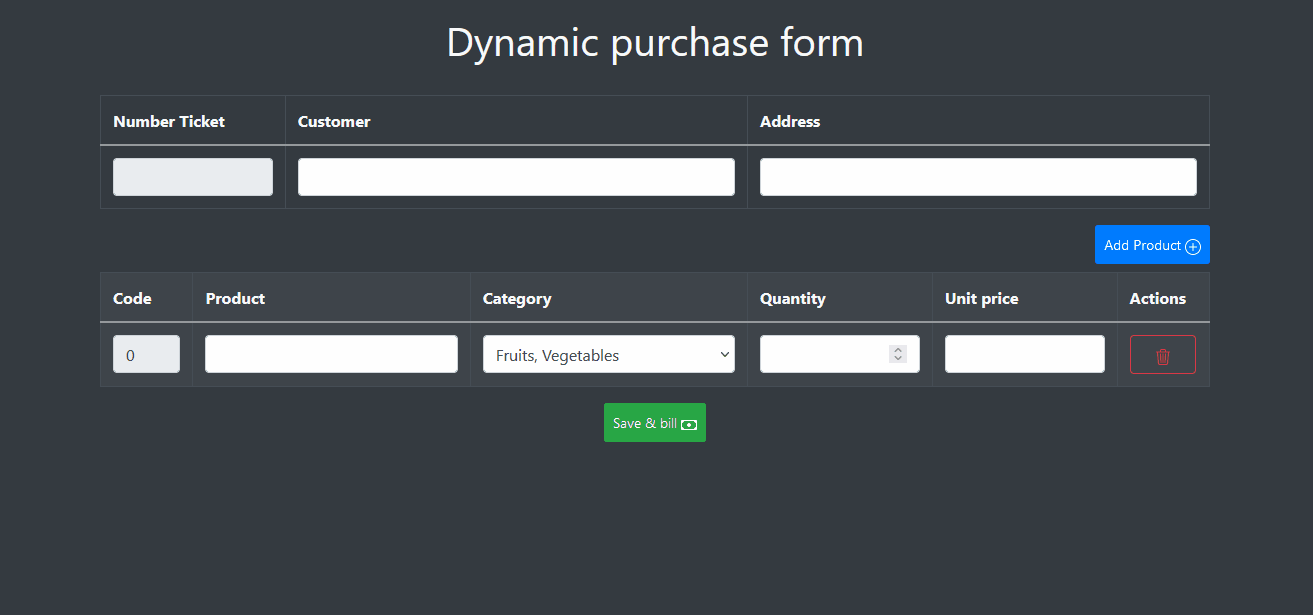 Dynamic purchase form
Number Ticket Customer Address
Add Product
Code Product Category Quantity Unit price Actions
0 Fruits, Vegetables
Save & bill